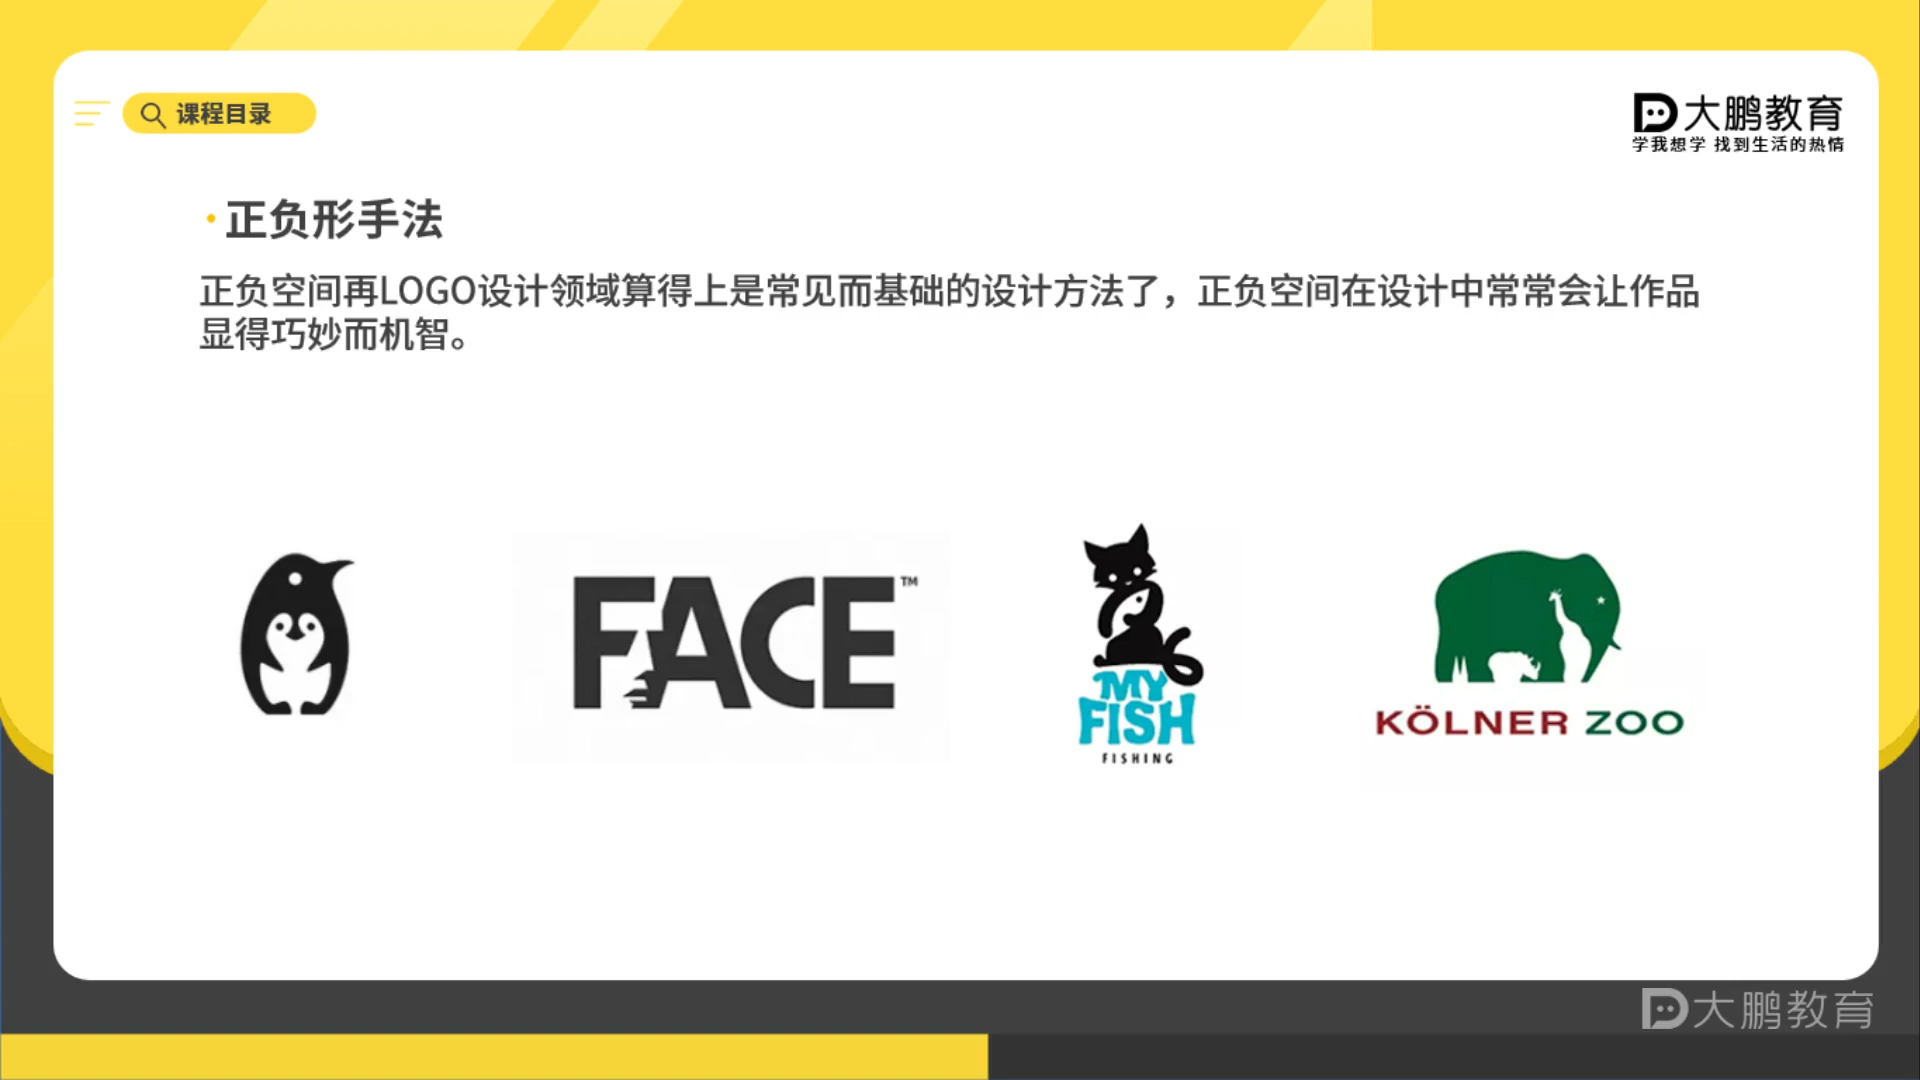 课程目录
大鹏教育
学我想学 找到生活的热情
·正负形手法
正负空间再LOGO设计领域算得上是常见而基础的设计方法了，正负空间在设计中常常会让作品
显得巧妙而机智。
FACE™
MY
FISH
FISHING
KÖLNER ZOO
大鹏教育